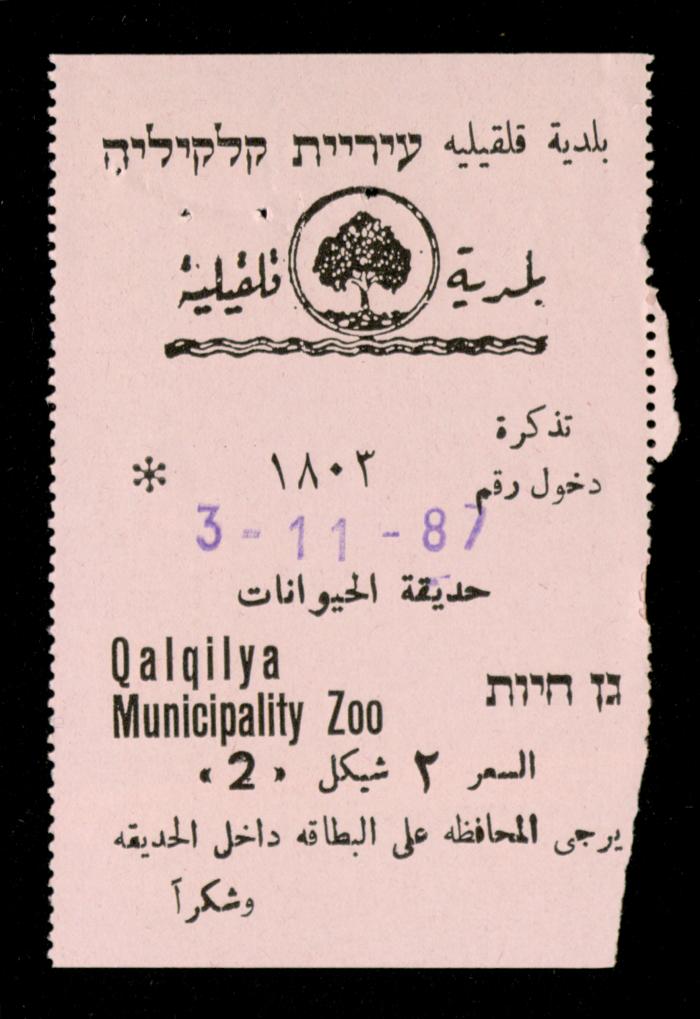 بلدية قلقيليه עיריית קלקיליה
بلدية قلقيلية
تذكرة
دخول رقم ١٨٠٣ *
3-11-87
حديقة الحيوانات
Qalqilya
Municipality Zoo גן חיות
السعر ٢ شيكل « 2 »
يرجى المحافظه على البطاقه داخل الحديقه
وشكراً